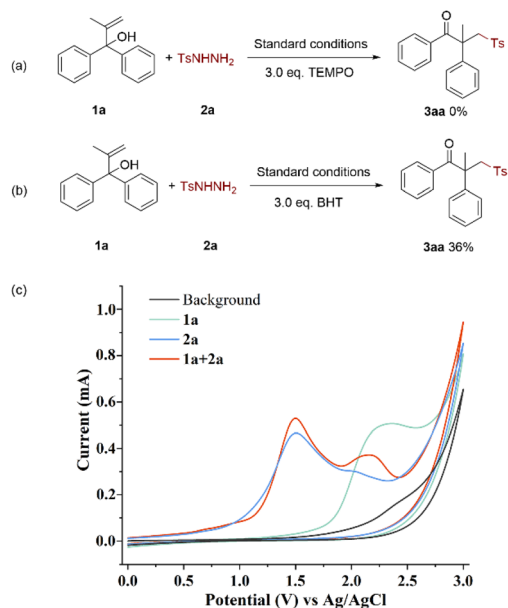 (a)
OH
+ TsNHNH₂
Standard conditions
3.0 eq. TEMPO
O
Ts
1a
2a
3aa 0%
(b)
OH
+ TsNHNH₂
Standard conditions
3.0 eq. BHT
O
Ts
1a
2a
3aa 36%
(c)
Background
1a
2a
1a+2a
Current (mA)
1.0
0.8
0.6
0.4
0.2
0.0
0.0 0.5 1.0 1.5 2.0 2.5 3.0
Potential (V) vs Ag/AgCl